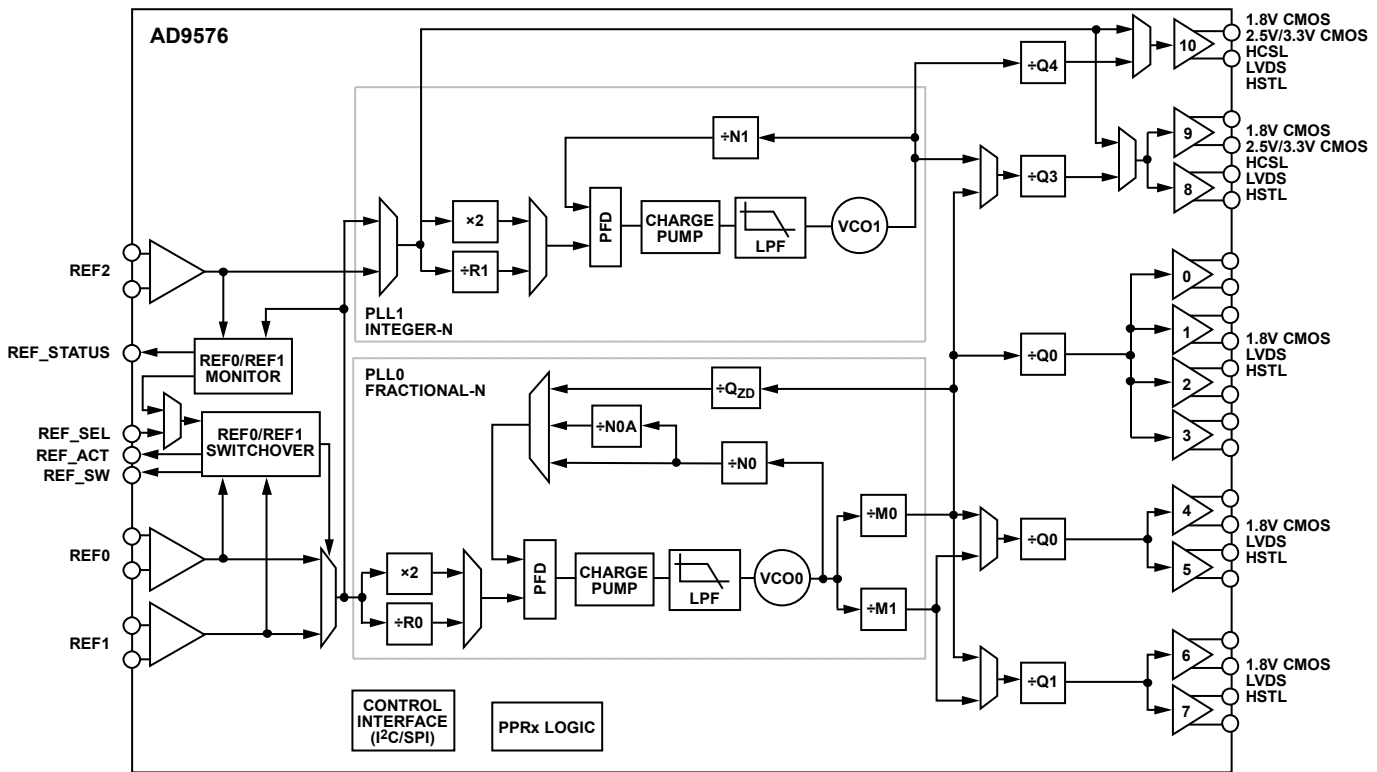 AD9576
1.8V CMOS
2.5V/3.3V CMOS
HCSL
LVDS
HSTL
10
÷Q4
÷N1
9
8
1.8V CMOS
2.5V/3.3V CMOS
HCSL
LVDS
HSTL
÷Q3
×2
÷R1
PFD
CHARGE
PUMP
LPF
VCO1
REF2
PLL1
INTEGER-N
0
1
2
3
1.8V CMOS
LVDS
HSTL
÷Q0
REF_STATUS
REF0/REF1
MONITOR
PLL0
FRACTIONAL-N
÷QZD
÷N0A
÷N0
REF_SEL
REF_ACT
REF_SW
REF0/REF1
SWITCHOVER
÷M0
÷M1
÷Q0
4
5
1.8V CMOS
LVDS
HSTL
REF0
REF1
×2
÷R0
PFD
CHARGE
PUMP
LPF
VCO0
÷Q1
6
7
1.8V CMOS
LVDS
HSTL
CONTROL
INTERFACE
(I2C/SPI)
PPRx LOGIC